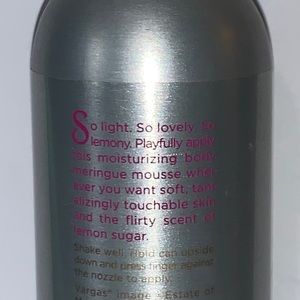 So light. So lovely. So
lemony. Playfully apply
this moisturizing body
meringue mousse when
ever you want soft, tant
alizingly touchable skin
and the flirty scent of
lemon sugar.
Shake well. Hold can upside
down and press finger against
the nozzle to apply.
Vargas® image - Estate of